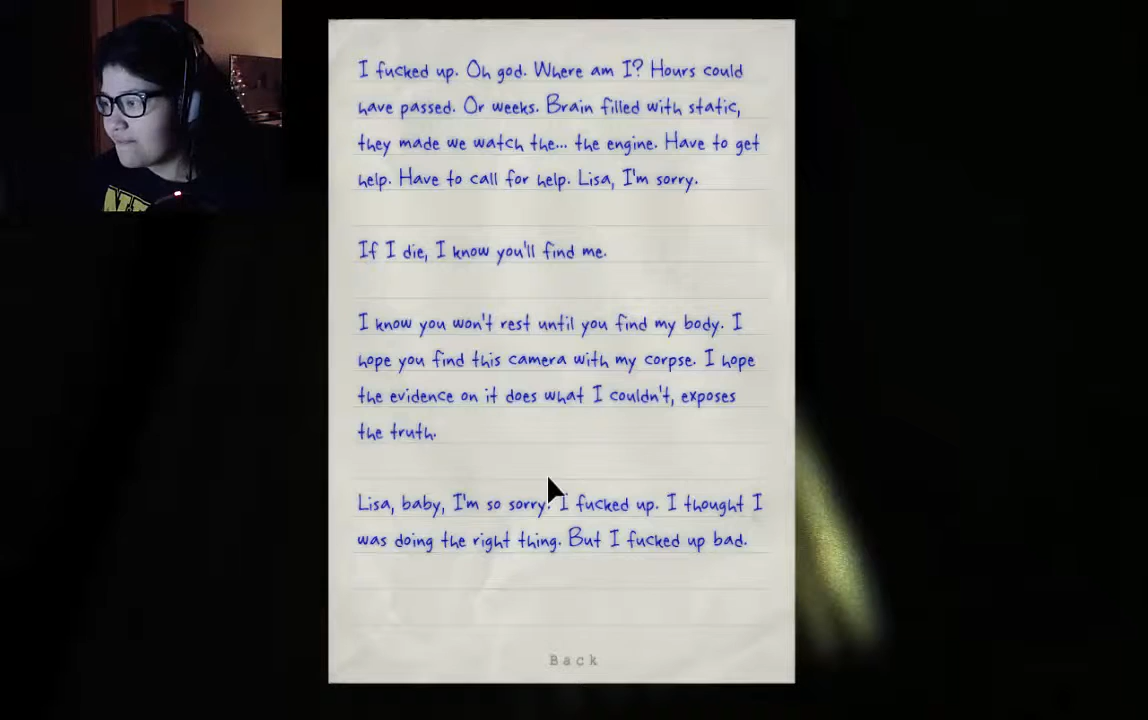 I fucked up. Oh god. Where am I? Hours could
have passed. Or weeks. Brain filled with static,
they made we watch the... the engine. Have to get
help. Have to call for help. Lisa, I'm sorry.
If I die, I know you'll find me.
I know you won't rest until you find my body. I
hope you find this camera with my corpse. I hope
the evidence on it does what I couldn't, exposes
the truth.
Lisa, baby, I'm so sorry. I fucked up. I thought I
was doing the right thing. But I fucked up bad.
Back